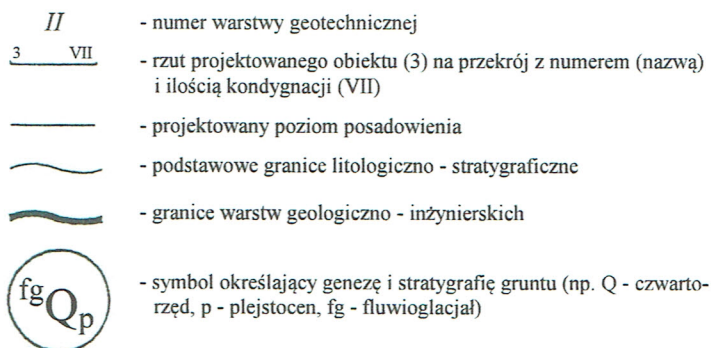 II - numer warstwy geotechnicznej
3 VII - rzut projektowanego obiektu (3) na przekrój z numerem (nazwą)
i ilością kondygnacji (VII)
- projektowany poziom posadowienia
- podstawowe granice litologiczno - stratygraficzne
- granice warstw geologiczno - inżynierskich
fgQp - symbol określający genezę i stratygrafię gruntu (np. Q - czwarto-
rzęd, p - plejstocen, fg - fluwioglacjał)